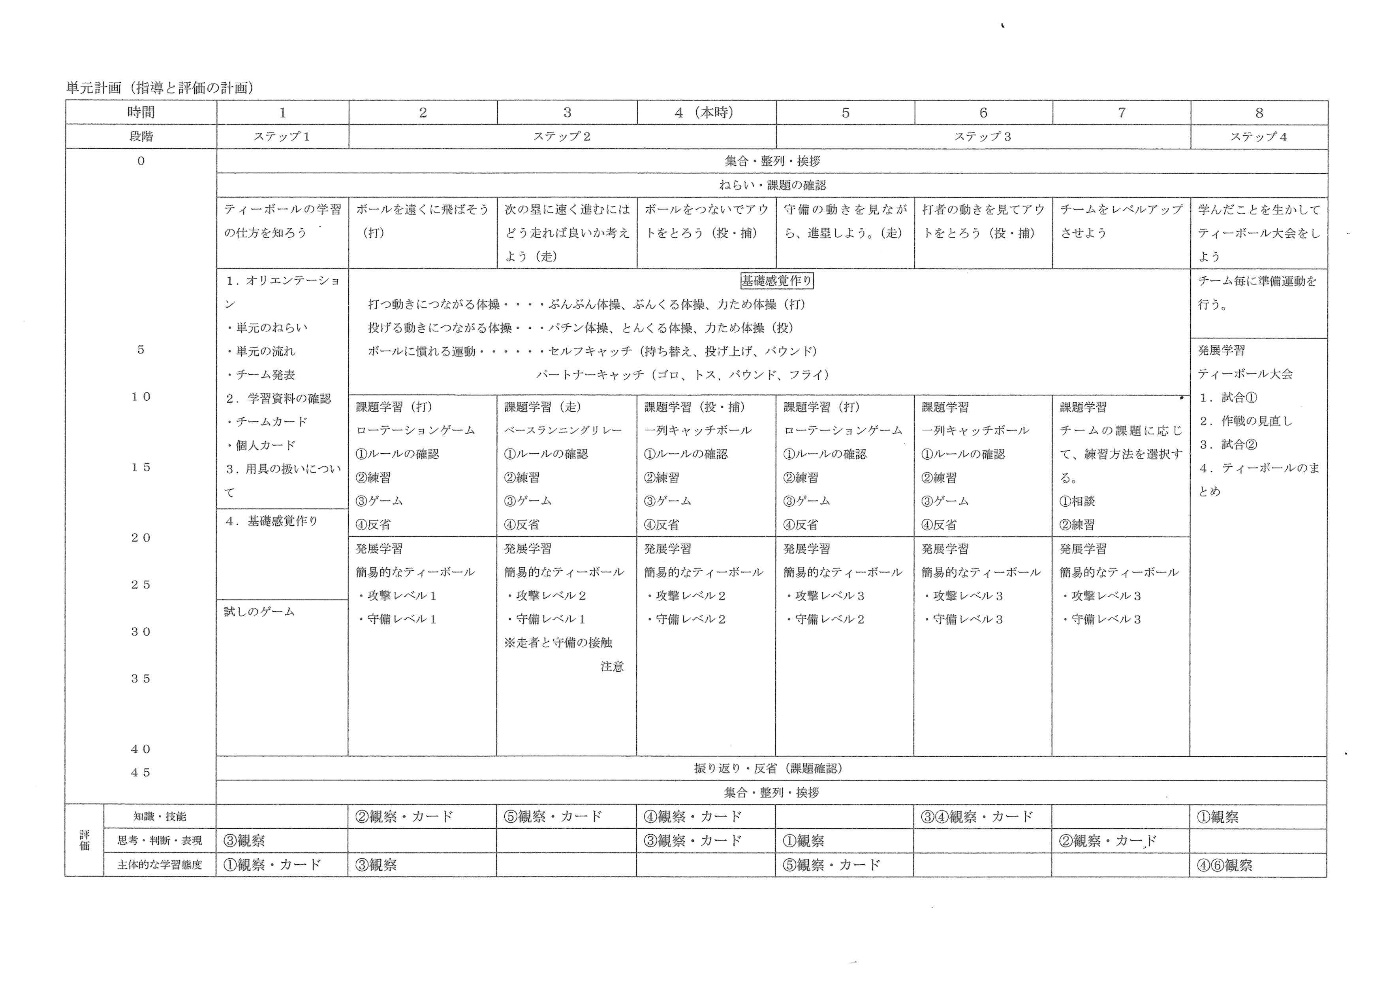 単元計画（指導と評価の計画）
時間 1 2 3 4（本時） 5 6 7 8
段階 ステップ1 ステップ2 ステップ3 ステップ4
0
集合・整列・挨拶
ねらい・課題の確認
ティーボールの学習
の仕方を知ろう
ボールを遠くに飛ばそう
（打）
次の塁に速く進むには
どう走れば良いか考え
よう（走）
ボールをつないでアウ
トをとろう（投・捕）
守備の動きを見なが
ら、進塁しよう。（走）
打者の動きを見てアウ
トをとろう（投・捕）
チームをレベルアップ
させよう
学んだことを生かして
ティーボール大会をし
よう
1．オリエンテーショ
ン
・単元のねらい
・単元の流れ
・チーム発表
2．学習資料の確認
・チームカード
・個人カード
3．用具の扱いについ
て
4．基礎感覚作り
試しのゲーム
基礎感覚作り
打つ動きにつながる体操・・・・ぶんぶん体操、ぶんくる体操、力ため体操（打）
投げる動きにつながる体操・・・パチン体操、とんくる体操、力ため体操（投）
ボールに慣れる運動・・・・・・セルフキャッチ（持ち替え、投げ上げ、バウンド）
パートナーキャッチ（ゴロ、トス、バウンド、フライ）
チーム毎に準備運動を
行う。
発展学習
ティーボール大会
1．試合①
2．作戦の見直し
3．試合②
4．ティーボールのま
とめ
5
10
15
20
25
30
35
40
45
課題学習（打）
ローテーションゲーム
①ルールの確認
②練習
③ゲーム
④反省
課題学習（走）
ベースランニングリレー
①ルールの確認
②練習
③ゲーム
④反省
課題学習（投・捕）
一列キャッチボール
①ルールの確認
②練習
③ゲーム
④反省
課題学習（打）
ローテーションゲーム
①ルールの確認
②練習
③ゲーム
④反省
課題学習
一列キャッチボール
①ルールの確認
②練習
③ゲーム
④反省
課題学習
チームの課題に応じ
て、練習方法を選択す
る。
①相談
②練習
発展学習
簡易的なティーボール
・攻撃レベル1
・守備レベル1
発展学習
簡易的なティーボール
・攻撃レベル2
・守備レベル1
※走者と守備の接触
注意
発展学習
簡易的なティーボール
・攻撃レベル2
・守備レベル2
発展学習
簡易的なティーボール
・攻撃レベル3
・守備レベル2
発展学習
簡易的なティーボール
・攻撃レベル3
・守備レベル3
発展学習
簡易的なティーボール
・攻撃レベル3
・守備レベル3
振り返り・反省（課題確認）
集合・整列・挨拶
評価
知識・技能 ②観察・カード ⑤観察・カード ④観察・カード ③④観察・カード ①観察
思考・判断・表現 ③観察 ③観察・カード ①観察 ②観察・カード
主体的な学習態度 ①観察・カード ③観察 ⑤観察・カード ④⑥観察